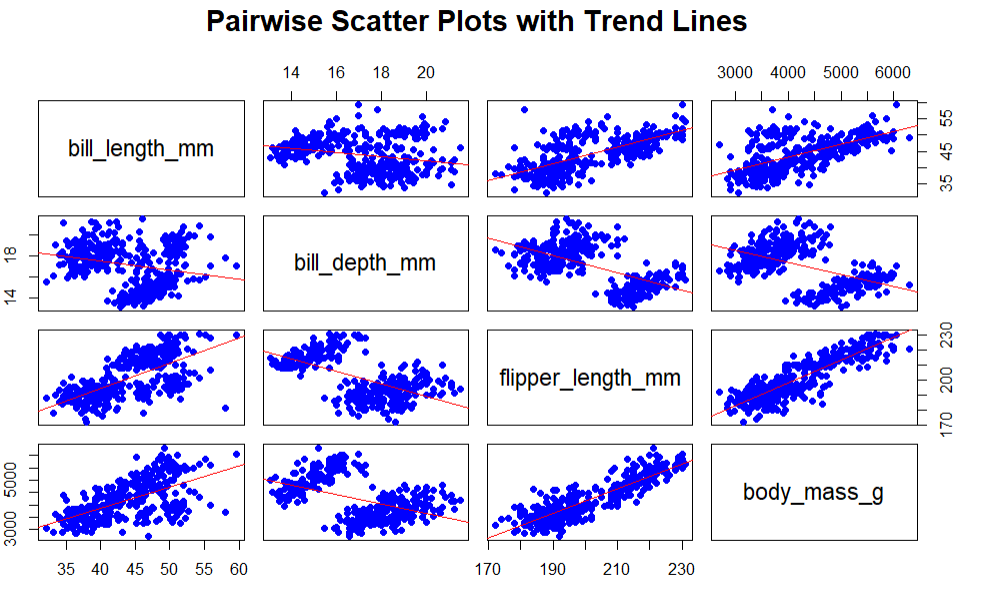 Pairwise Scatter Plots with Trend Lines
14 16 18 20
3000 4000 5000 6000
bill_length_mm
35 45 55
bill_depth_mm
14 18
flipper_length_mm
170 200 230
body_mass_g
3000 5000
35 40 45 50 55 60
170 190 210 230